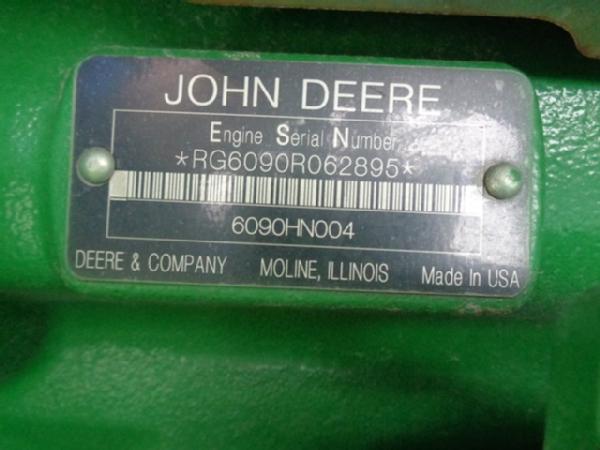 JOHN DEERE
Engine Serial Number
*RG6090R062895*
6090HN004
DEERE & COMPANY MOLINE, ILLINOIS Made In USA